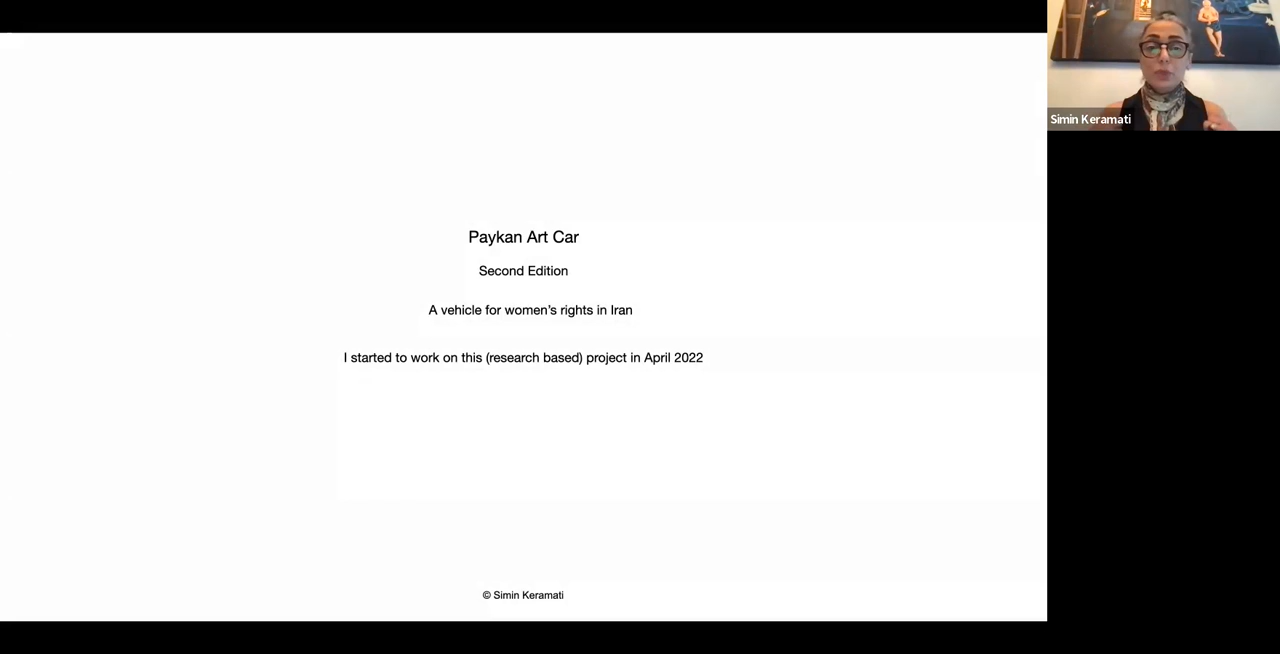 Paykan Art Car
Second Edition
A vehicle for women's rights in Iran
I started to work on this (research based) project in April 2022
© Simin Keramati
Simin Keramati